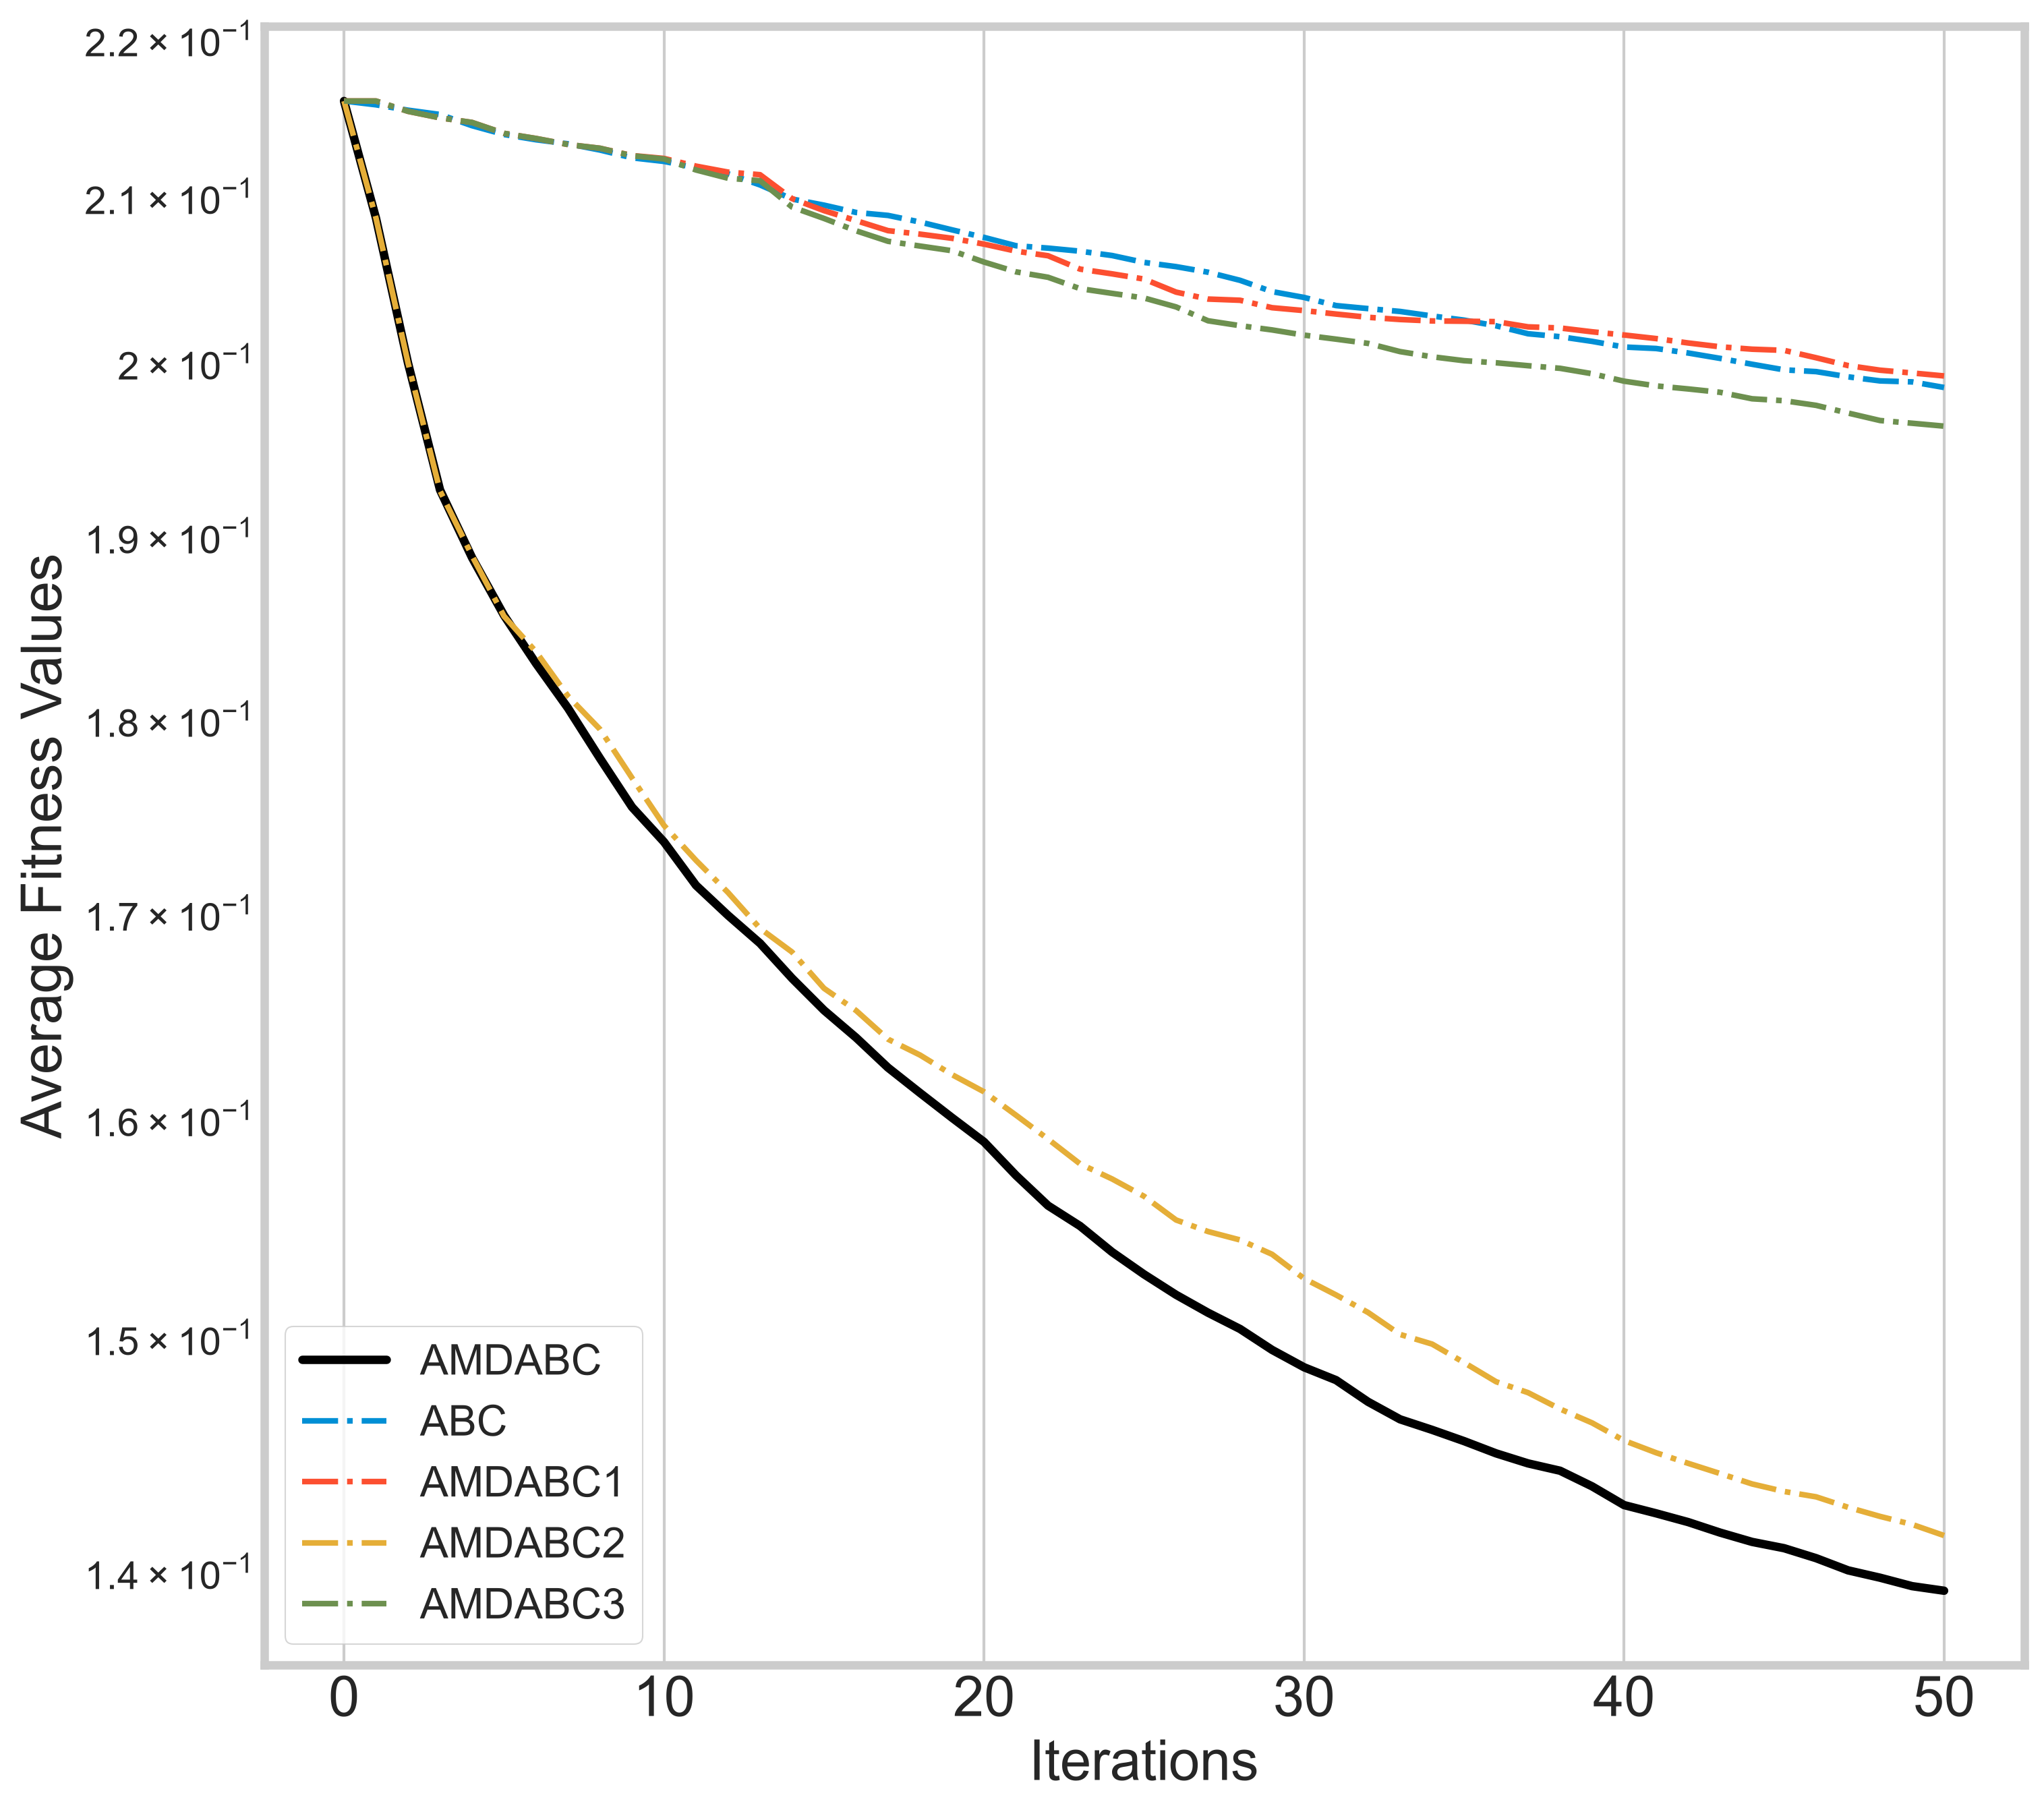 Average Fitness Values
2.2 × 10⁻¹
2.1 × 10⁻¹
2 × 10⁻¹
1.9 × 10⁻¹
1.8 × 10⁻¹
1.7 × 10⁻¹
1.6 × 10⁻¹
1.5 × 10⁻¹
1.4 × 10⁻¹
AMDABC
ABC
AMDABC1
AMDABC2
AMDABC3
0 10 20 30 40 50
Iterations